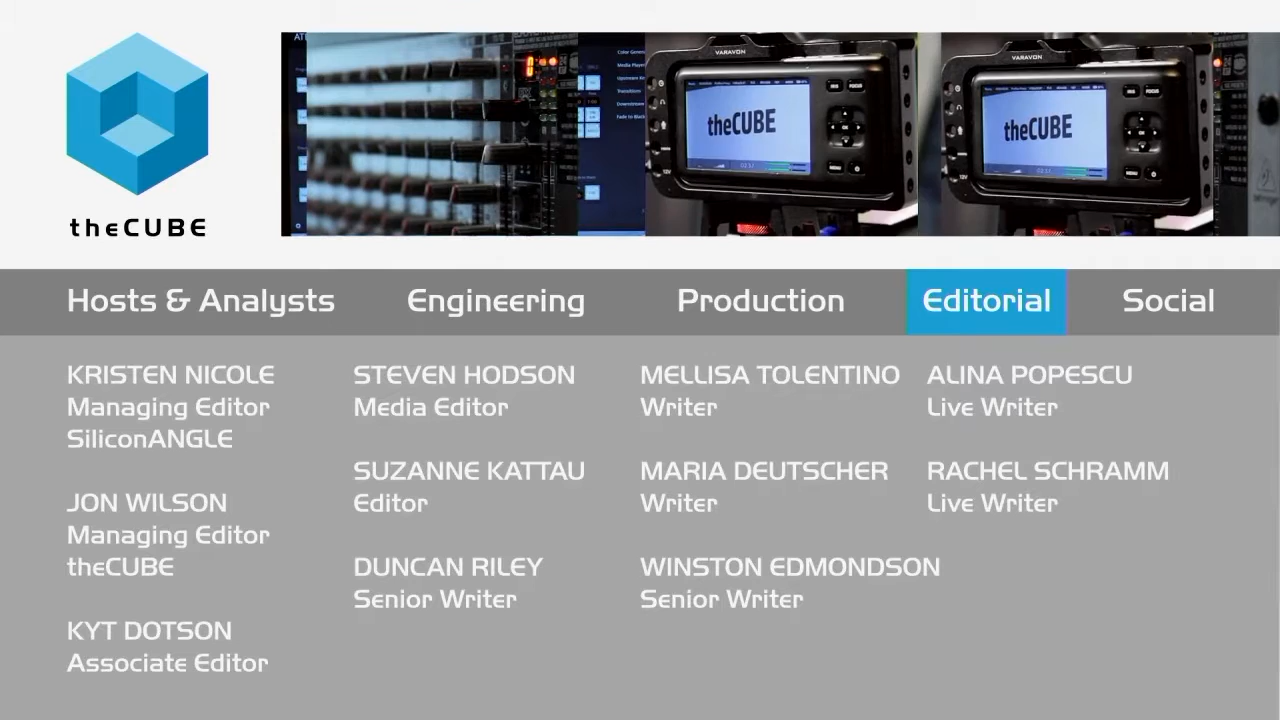 theCUBE
VARAVON
theCUBE
VARAVON
theCUBE
Hosts & Analysts
Engineering
Production
Editorial
Social
KRISTEN NICOLE
Managing Editor
SiliconANGLE
JON WILSON
Managing Editor
theCUBE
KYT DOTSON
Associate Editor
STEVEN HODSON
Media Editor
SUZANNE KATTAU
Editor
DUNCAN RILEY
Senior Writer
MELLISA TOLENTINO
Writer
MARIA DEUTSCHER
Writer
WINSTON EDMONDSON
Senior Writer
ALINA POPESCU
Live Writer
RACHEL SCHRAMM
Live Writer